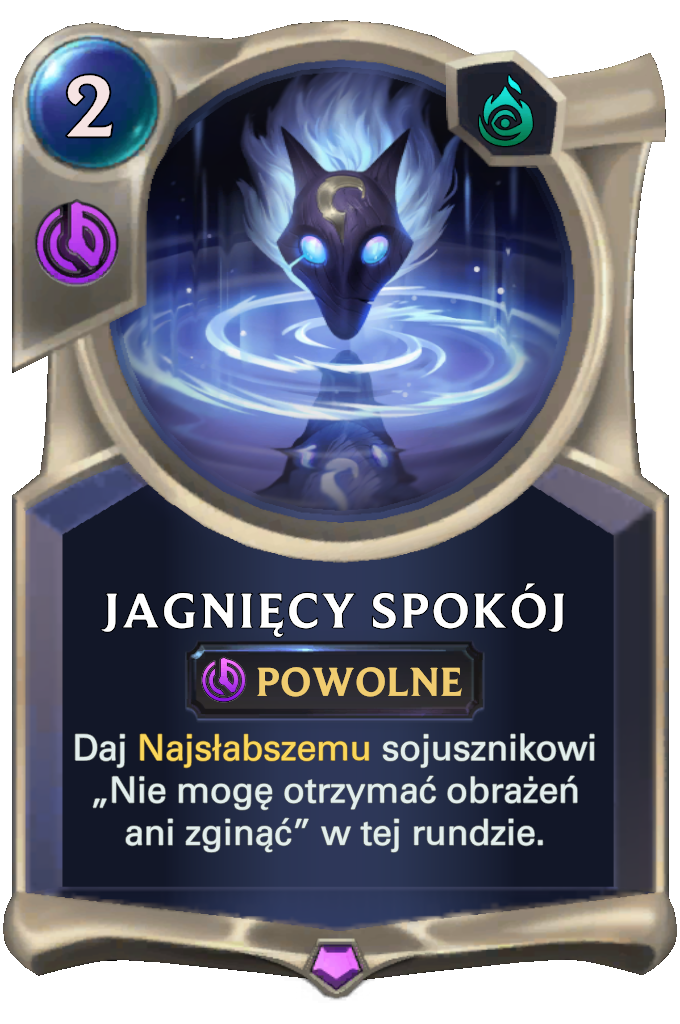 2
JAGNIĘCY SPOKÓJ
POWOLNE
Daj Najsłabszemu sojusznikowi
„Nie mogę otrzymać obrażeń
ani zginąć” w tej rundzie.